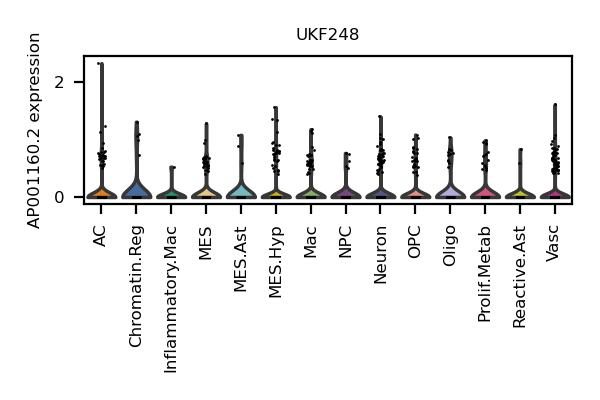 UKF248
AP001160.2 expression
2
0
AC
Chromatin.Reg
Inflammatory.Mac
MES
MES.Ast
MES.Hyp
Mac
NPC
Neuron
OPC
Oligo
Prolif.Metab
Reactive.Ast
Vasc